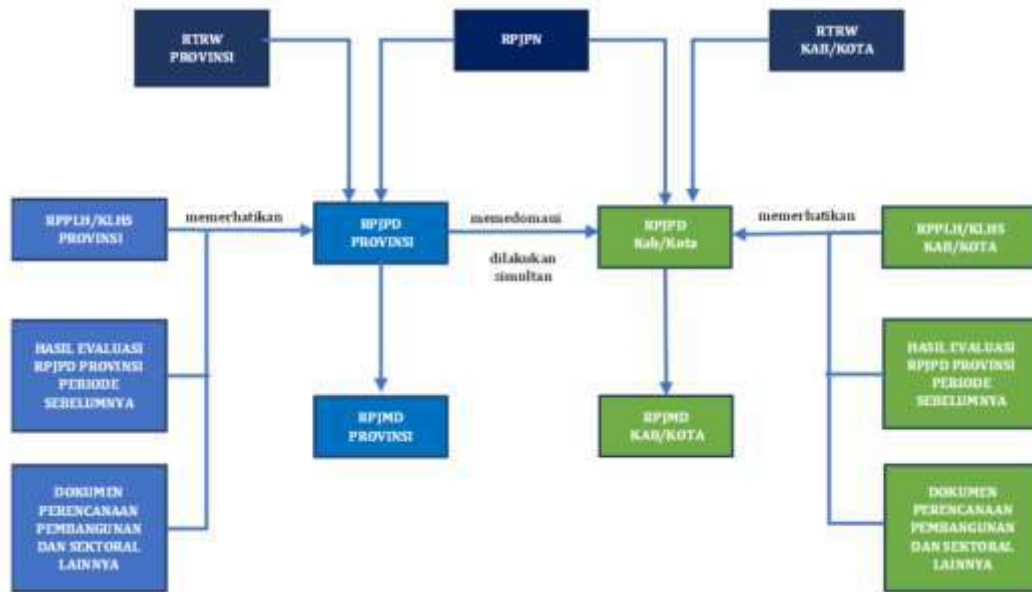 RTRW
PROVINSI
RPJPN
RTRW
KAB/KOTA
RPPLH/KLHS
PROVINSI
memerhatikan
RPJPD
PROVINSI
memedomani
dilakukan
simultan
RPJPD
Kab/Kota
memerhatikan
RPPLH/KLHS
KAB/KOTA
HASIL EVALUASI
RPJPD PROVINSI
PERIODE
SEBELUMNYA
RPJMD
PROVINSI
RPJMD
KAB/KOTA
HASIL EVALUASI
RPJPD PROVINSI
PERIODE
SEBELUMNYA
DOKUMEN
PERENCANAAN
PEMBANGUNAN
DAN SEKTORAL
LAINNYA
DOKUMEN
PERENCANAAN
PEMBANGUNAN
DAN SEKTORAL
LAINNYA